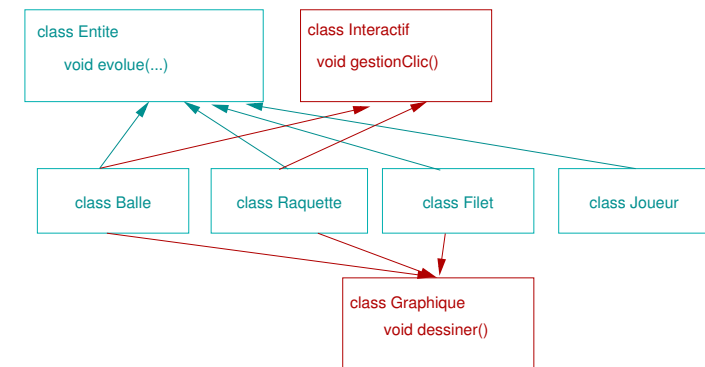 class Entite
void evolue(...)
class Interactif
void gestionClic()
class Balle
class Raquette
class Filet
class Joueur
class Graphique
void dessiner()